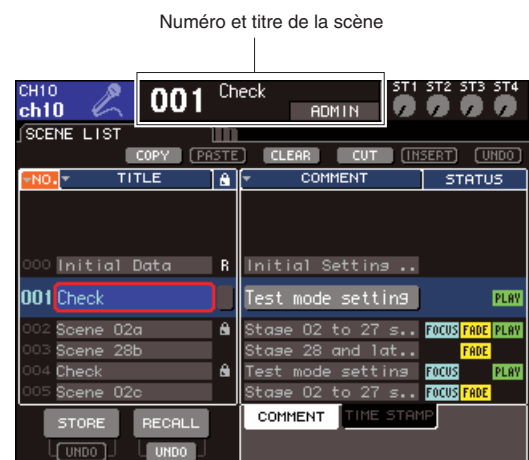 Numéro et titre de la scène
CH10
ch10
001 Check
ADMIN
ST1 ST2 ST3 ST4
SCENE LIST
COPY PASTE CLEAR CUT INSERT UNDO
NO. TITLE COMMENT STATUS
000 Initial Data R Initial Setting ..
001 Check Test mode setting PLAY
002 Scene 02a Stage 02 to 27 s.. FOCUS FADE PLAY
003 Scene 28b Stage 28 and lat.. FADE
004 Check Test mode setting FOCUS PLAY
005 Scene 02c Stage 02 to 27 s.. FOCUS FADE
STORE RECALL COMMENT TIME STAMP
UNDO UNDO